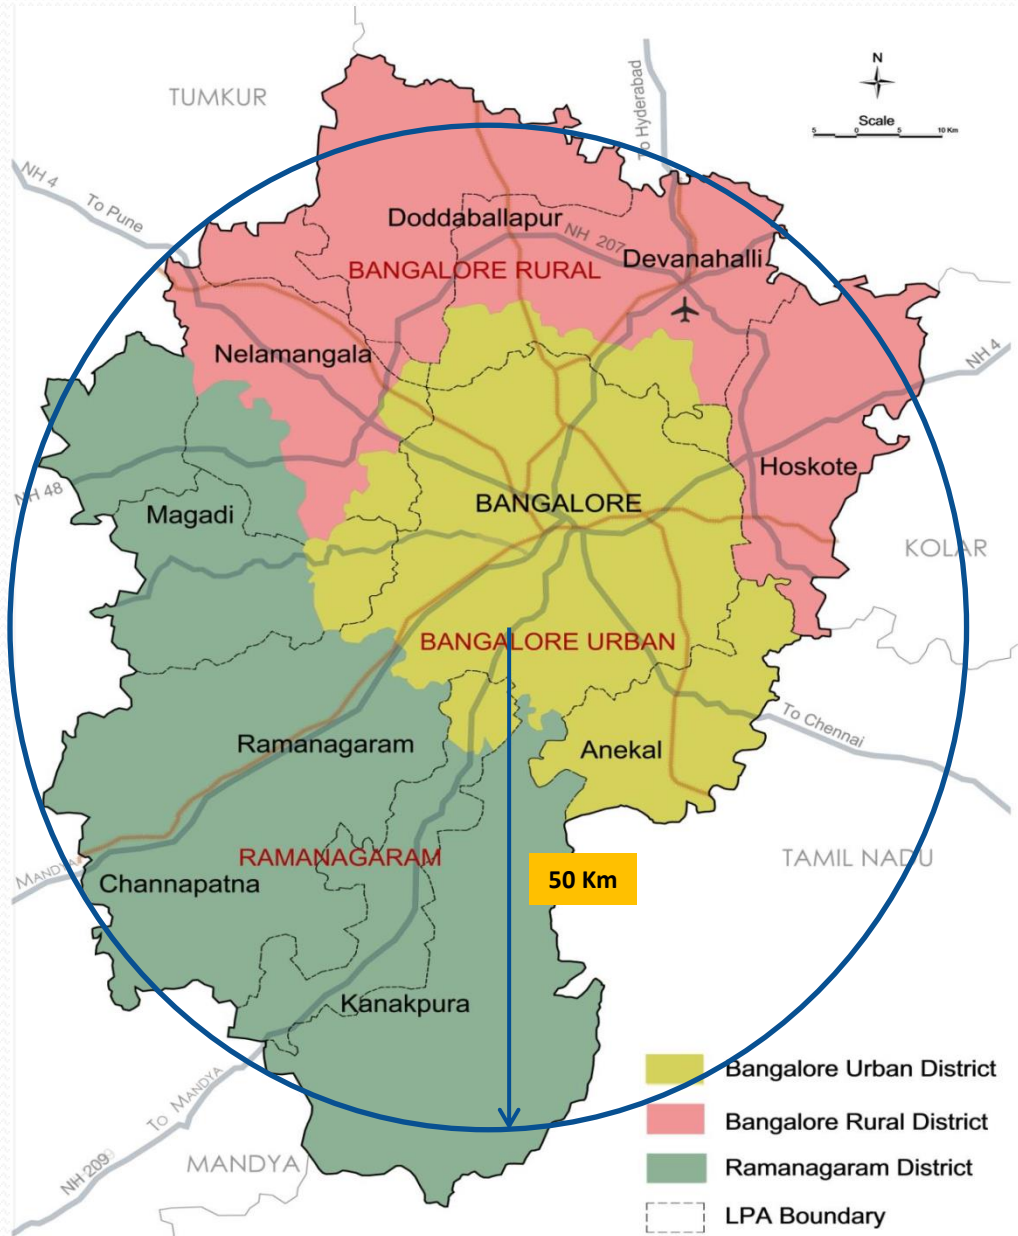 N
TUMKUR
To Hyderabad
Scale
5 0 5 10 Km
NH 4
To Pune
Doddaballapur
NH 207
Devanahalli
BANGALORE RURAL
Nelamangala
NH 4
Hoskote
NH 48
Magadi
BANGALORE
KOLAR
BANGALORE URBAN
To Chennai
Ramanagaram
Anekal
RAMANAGARAM
TAMIL NADU
MANDYA
Channapatna
50 Km
Kanakpura
To MANDYA
Bangalore Urban District
Bangalore Rural District
NH 209
MANDYA
Ramanagaram District
LPA Boundary